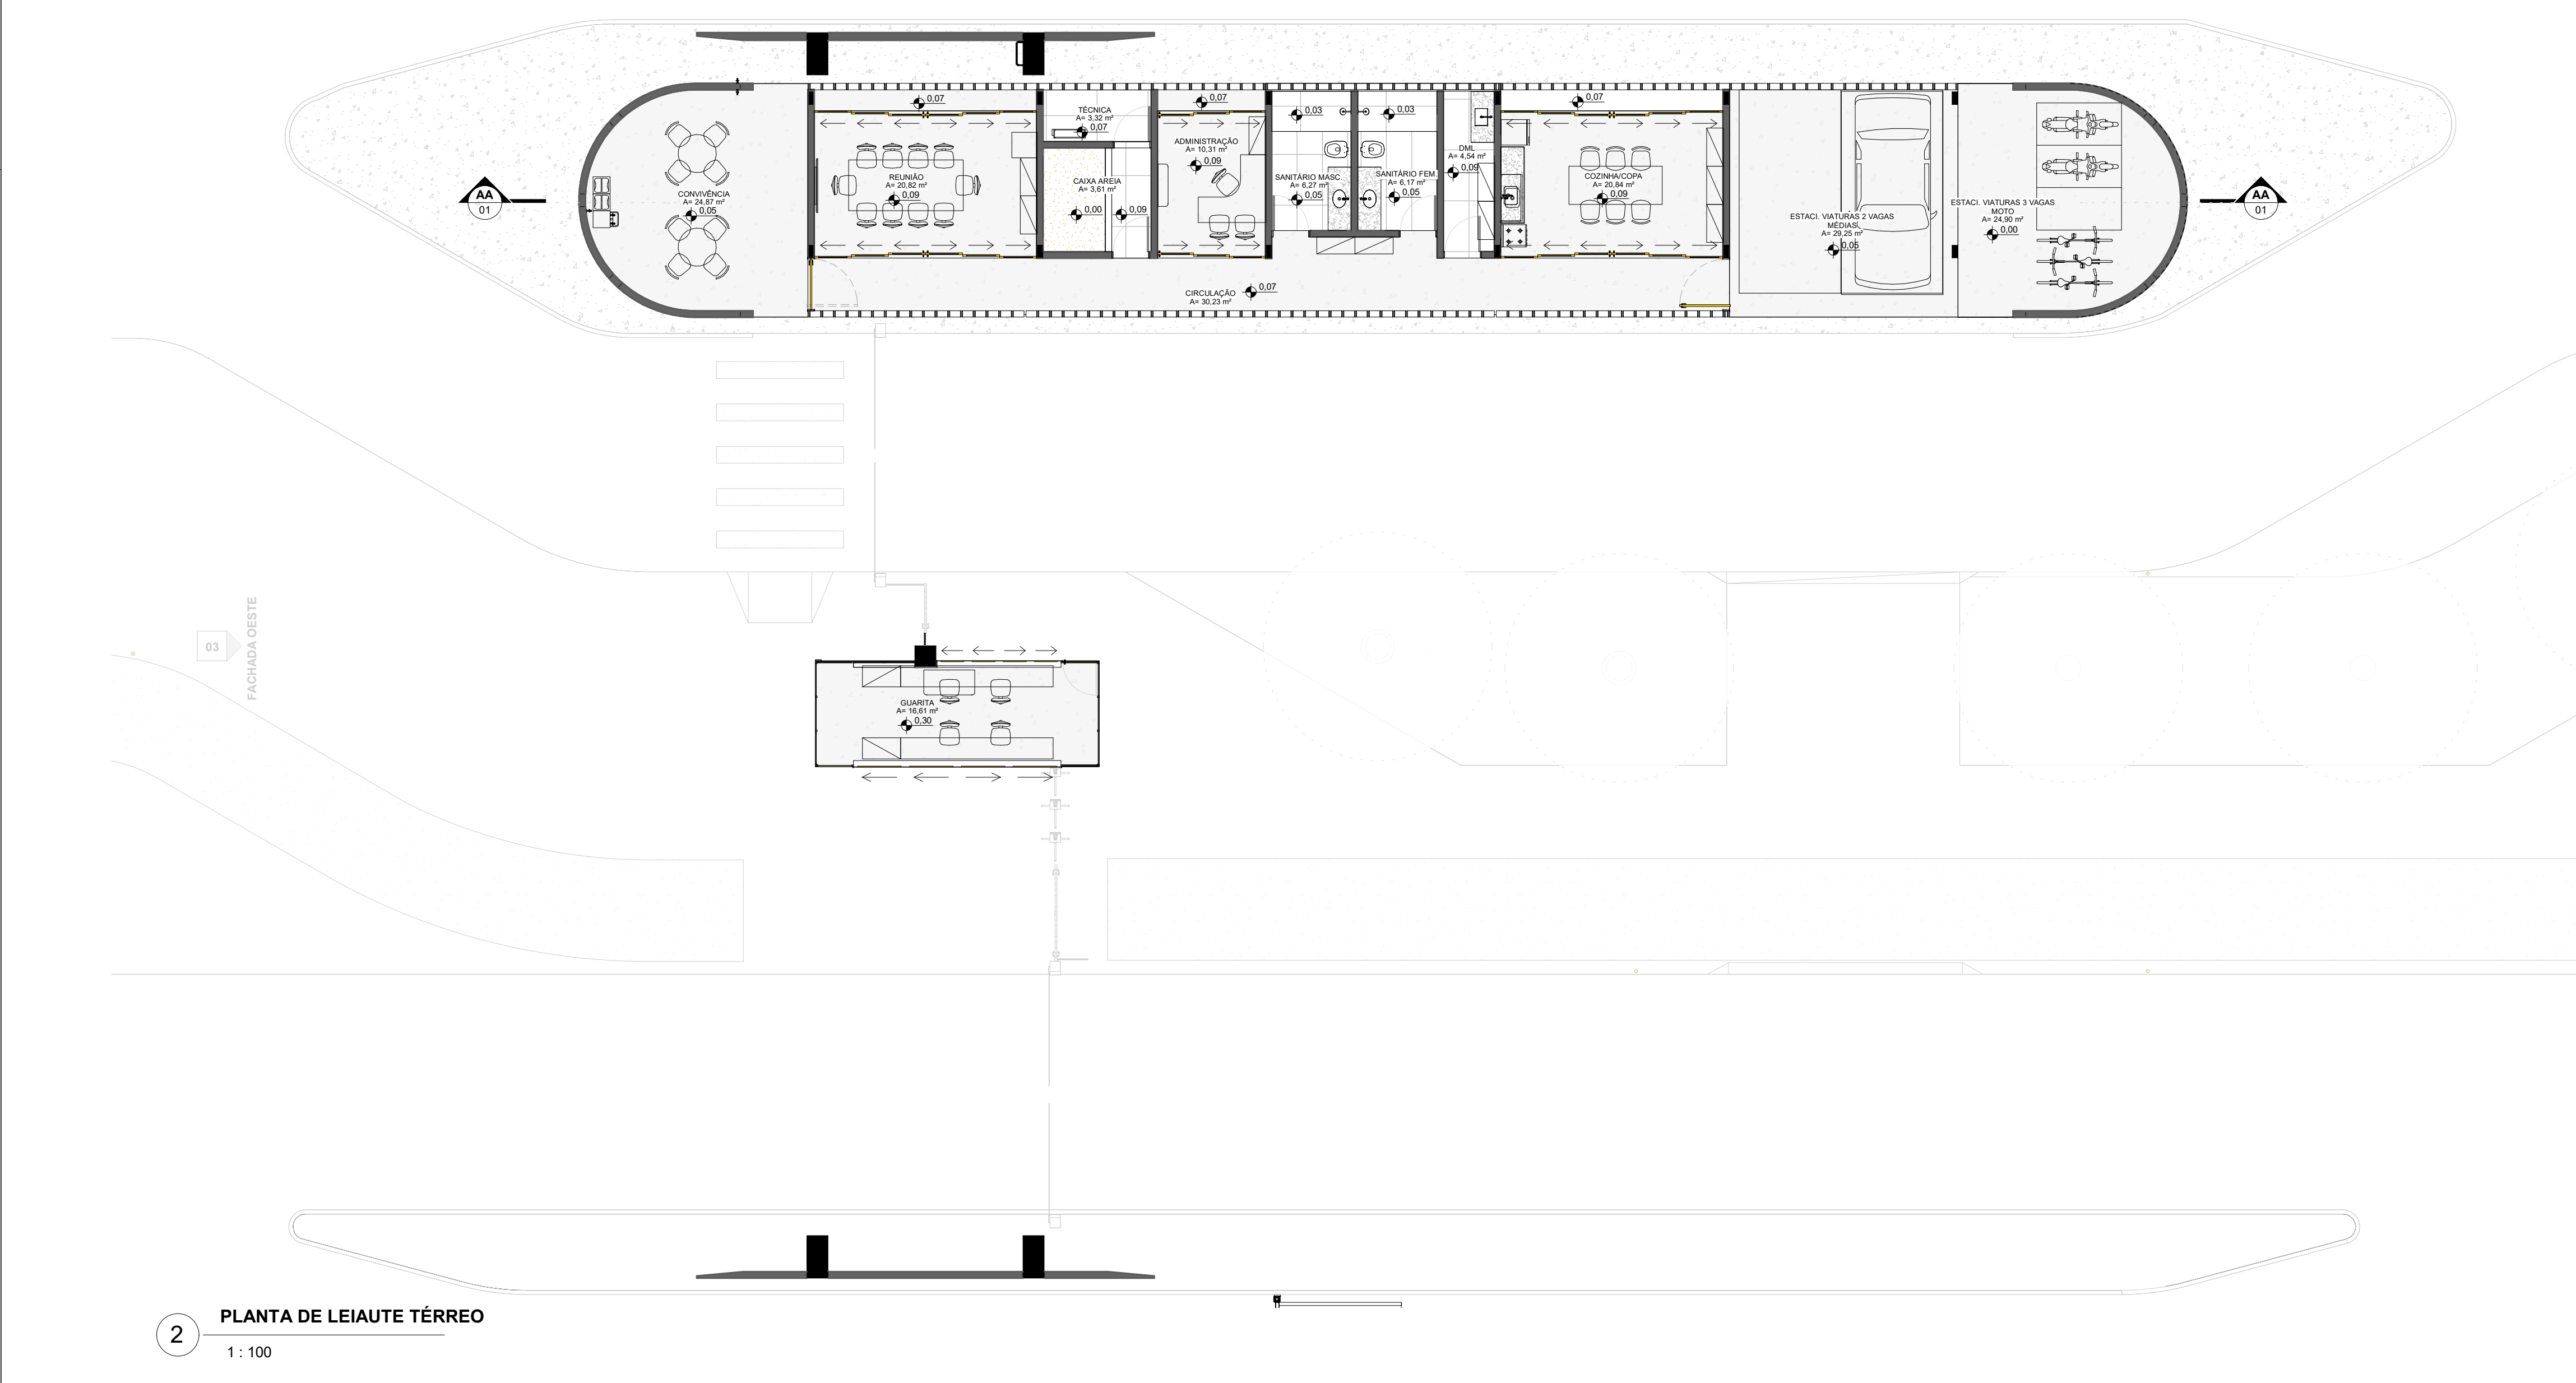 0,07
TÉCNICA
A= 3,32 m²
0,07
0,07
0,03
0,03
0,07
ADMINISTRAÇÃO
A= 10,31 m²
0,09
DML
A= 4,54 m²
0,09
REUNIÃO
A= 20,82 m²
0,09
CAIXA AREIA
A= 3,61 m²
0,00
0,09
SANITÁRIO MASC.
A= 6,27 m²
0,05
SANITÁRIO FEM.
A= 6,17 m²
0,05
COZINHA/COPA
A= 20,84 m²
0,09
CONVIVÊNCIA
A= 24,87 m²
0,05
AA
01
ESTACI. VIATURAS 2 VAGAS
MÉDIAS
A= 29,25 m²
0,05
ESTACI. VIATURAS 3 VAGAS
MOTO
A= 24,90 m²
0,00
AA
01
CIRCULAÇÃO
A= 30,23 m²
0,07
03
FACHADA OESTE
GUARITA
A= 16,61 m²
0,30
2
PLANTA DE LEIAUTE TÉRREO
1 : 100